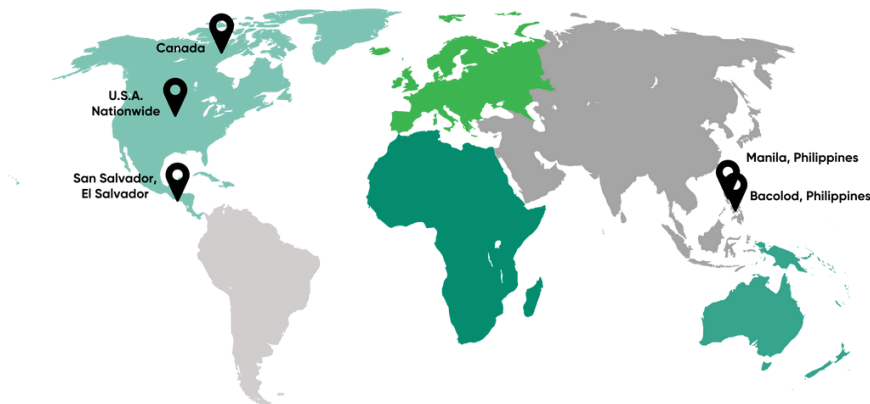 Canada
U.S.A.
Nationwide
San Salvador,
El Salvador
Manila, Philippines
Bacolod, Philippines